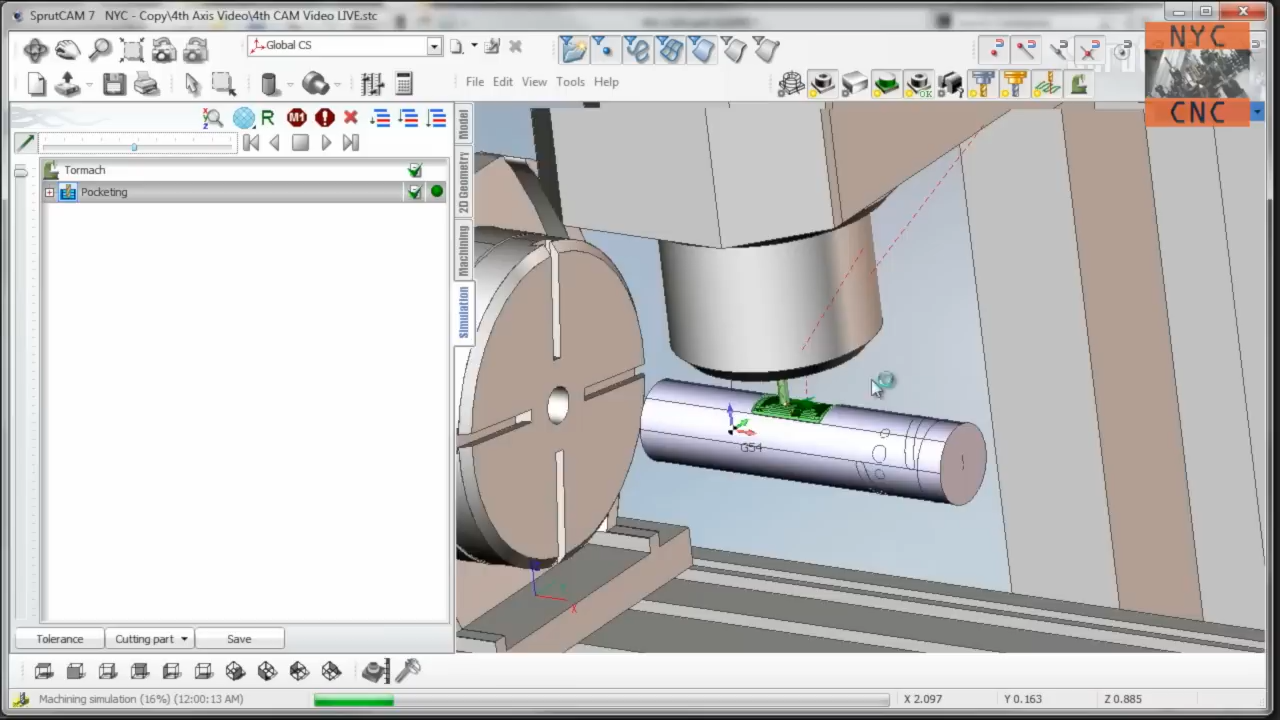 SprutCAM 7 NYC - Copy\4th Axis Video\4th CAM Video LIVE.stc
NYC
CNC
Global CS
File Edit View Tools Help
OK
R M1
Tormach
Pocketing
Model
2D Geometry
Machining
Simulation
G54
X
Tolerance Cutting part Save
Machining simulation (16%) (12:00:13 AM) X 2.097 Y 0.163 Z 0.885